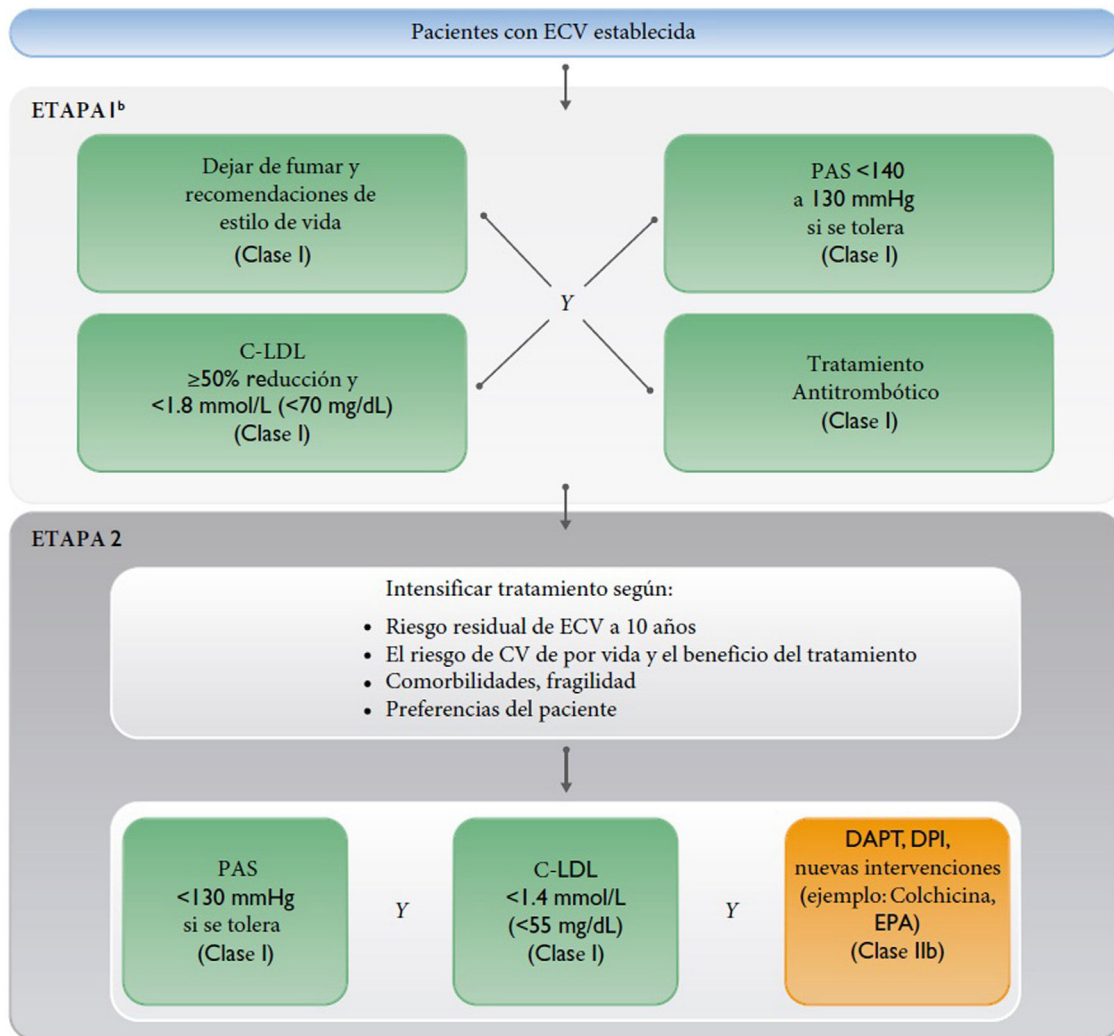 Pacientes con ECV establecida
ETAPA 1ᵇ
Dejar de fumar y
recomendaciones de
estilo de vida
(Clase I)
PAS <140
a 130 mmHg
si se tolera
(Clase I)
Y
C-LDL
≥50% reducción y
<1.8 mmol/L (<70 mg/dL)
(Clase I)
Tratamiento
Antitrombótico
(Clase I)
ETAPA 2
Intensificar tratamiento según:
• Riesgo residual de ECV a 10 años
• El riesgo de CV de por vida y el beneficio del tratamiento
• Comorbilidades, fragilidad
• Preferencias del paciente
PAS
<130 mmHg
si se tolera
(Clase I)
Y
C-LDL
<1.4 mmol/L
(<55 mg/dL)
(Clase I)
Y
DAPT, DPI,
nuevas intervenciones
(ejemplo: Colchicina,
EPA)
(Clase IIb)